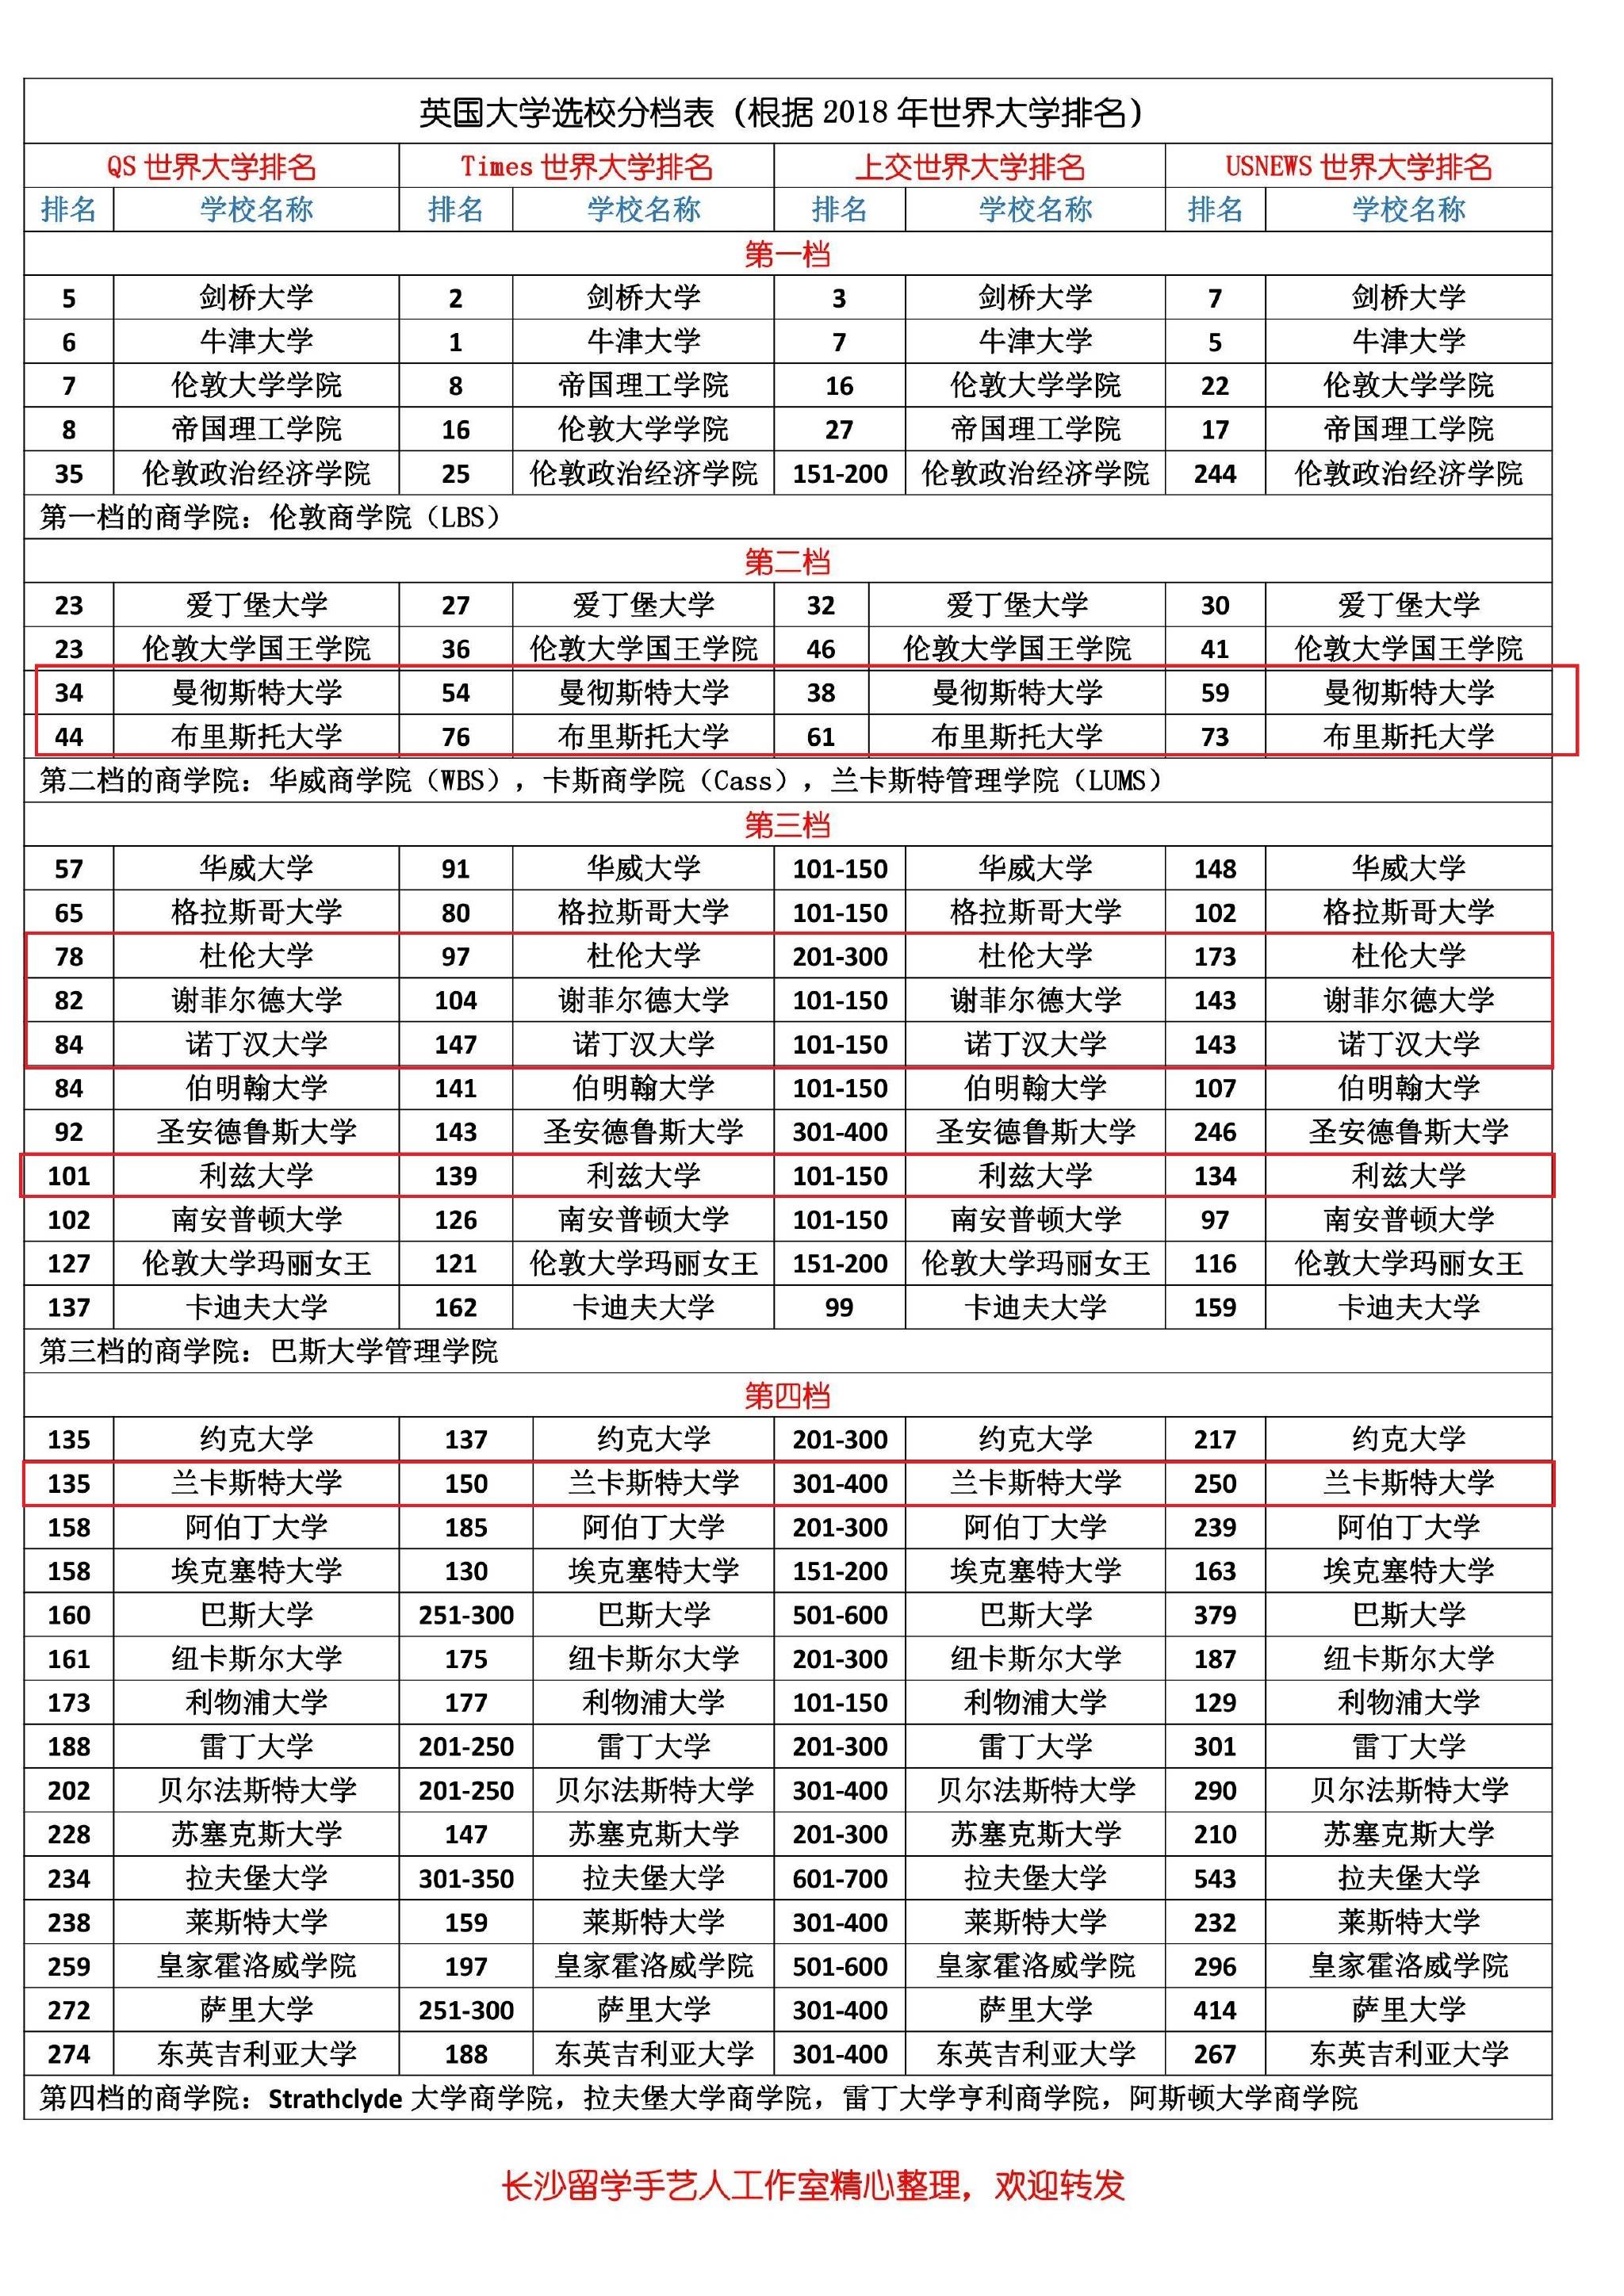 英国大学选校分档表（根据 2018 年世界大学排名）
QS 世界大学排名 Times 世界大学排名 上交世界大学排名 USNEWS 世界大学排名
排名 学校名称 排名 学校名称 排名 学校名称 排名 学校名称
第一档
5 剑桥大学 2 剑桥大学 3 剑桥大学 7 剑桥大学
6 牛津大学 1 牛津大学 7 牛津大学 5 牛津大学
7 伦敦大学学院 8 帝国理工学院 16 伦敦大学学院 22 伦敦大学学院
8 帝国理工学院 16 伦敦大学学院 27 帝国理工学院 17 帝国理工学院
35 伦敦政治经济学院 25 伦敦政治经济学院 151-200 伦敦政治经济学院 244 伦敦政治经济学院
第一档的商学院：伦敦商学院（LBS）
第二档
23 爱丁堡大学 27 爱丁堡大学 32 爱丁堡大学 30 爱丁堡大学
23 伦敦大学国王学院 36 伦敦大学国王学院 46 伦敦大学国王学院 41 伦敦大学国王学院
34 曼彻斯特大学 54 曼彻斯特大学 38 曼彻斯特大学 59 曼彻斯特大学
44 布里斯托大学 76 布里斯托大学 61 布里斯托大学 73 布里斯托大学
第二档的商学院：华威商学院（WBS），卡斯商学院（Cass），兰卡斯特管理学院（LUMS）
第三档
57 华威大学 91 华威大学 101-150 华威大学 148 华威大学
65 格拉斯哥大学 80 格拉斯哥大学 101-150 格拉斯哥大学 102 格拉斯哥大学
78 杜伦大学 97 杜伦大学 201-300 杜伦大学 173 杜伦大学
82 谢菲尔德大学 104 谢菲尔德大学 101-150 谢菲尔德大学 143 谢菲尔德大学
84 诺丁汉大学 147 诺丁汉大学 101-150 诺丁汉大学 143 诺丁汉大学
84 伯明翰大学 141 伯明翰大学 101-150 伯明翰大学 107 伯明翰大学
92 圣安德鲁斯大学 143 圣安德鲁斯大学 301-400 圣安德鲁斯大学 246 圣安德鲁斯大学
101 利兹大学 139 利兹大学 101-150 利兹大学 134 利兹大学
102 南安普顿大学 126 南安普顿大学 101-150 南安普顿大学 97 南安普顿大学
127 伦敦大学玛丽女王 121 伦敦大学玛丽女王 151-200 伦敦大学玛丽女王 116 伦敦大学玛丽女王
137 卡迪夫大学 162 卡迪夫大学 99 卡迪夫大学 159 卡迪夫大学
第三档的商学院：巴斯大学管理学院
第四档
135 约克大学 137 约克大学 201-300 约克大学 217 约克大学
135 兰卡斯特大学 150 兰卡斯特大学 301-400 兰卡斯特大学 250 兰卡斯特大学
158 阿伯丁大学 185 阿伯丁大学 201-300 阿伯丁大学 239 阿伯丁大学
158 埃克塞特大学 130 埃克塞特大学 151-200 埃克塞特大学 163 埃克塞特大学
160 巴斯大学 251-300 巴斯大学 501-600 巴斯大学 379 巴斯大学
161 纽卡斯尔大学 175 纽卡斯尔大学 201-300 纽卡斯尔大学 187 纽卡斯尔大学
173 利物浦大学 177 利物浦大学 101-150 利物浦大学 129 利物浦大学
188 雷丁大学 201-250 雷丁大学 201-300 雷丁大学 301 雷丁大学
202 贝尔法斯特大学 201-250 贝尔法斯特大学 301-400 贝尔法斯特大学 290 贝尔法斯特大学
228 苏塞克斯大学 147 苏塞克斯大学 201-300 苏塞克斯大学 210 苏塞克斯大学
234 拉夫堡大学 301-350 拉夫堡大学 601-700 拉夫堡大学 543 拉夫堡大学
238 莱斯特大学 159 莱斯特大学 301-400 莱斯特大学 232 莱斯特大学
259 皇家霍洛威学院 197 皇家霍洛威学院 501-600 皇家霍洛威学院 296 皇家霍洛威学院
272 萨里大学 251-300 萨里大学 301-400 萨里大学 414 萨里大学
274 东英吉利亚大学 188 东英吉利亚大学 301-400 东英吉利亚大学 267 东英吉利亚大学
第四档的商学院：Strathclyde 大学商学院，拉夫堡大学商学院，雷丁大学亨利商学院，阿斯顿大学商学院
长沙留学手艺人工作室精心整理，欢迎转发